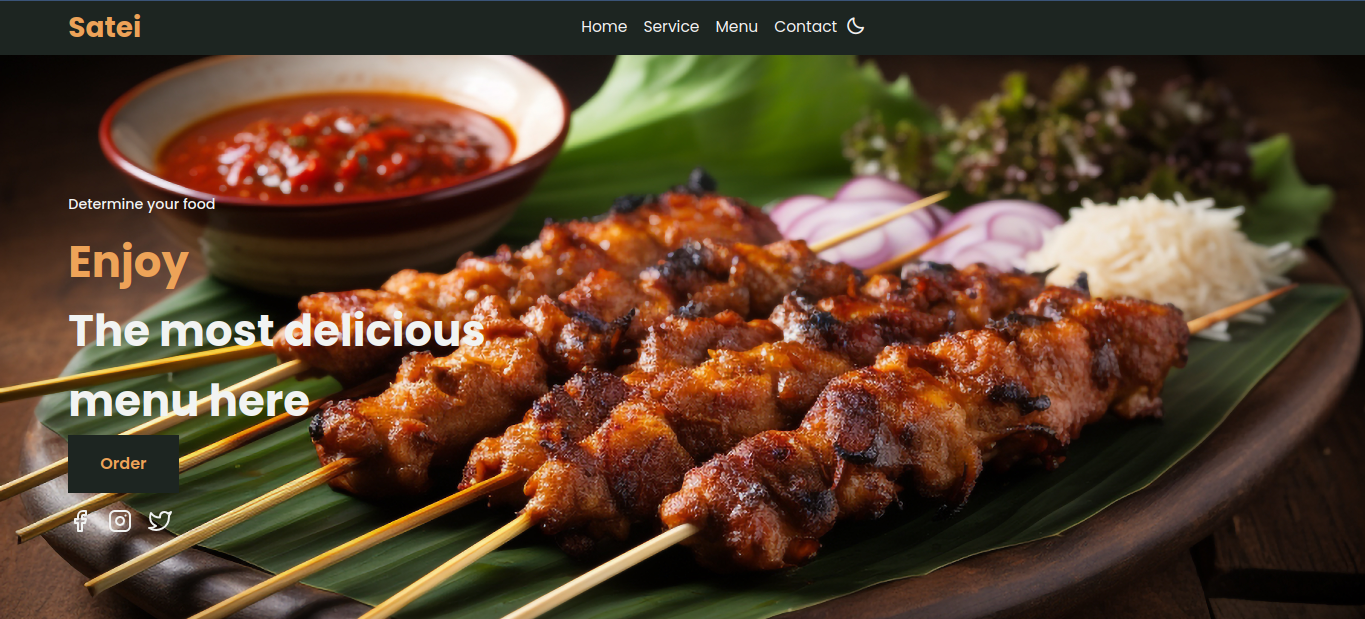 Satei
Home Service Menu Contact
Determine your food
Enjoy
The most delicious
menu here
Order